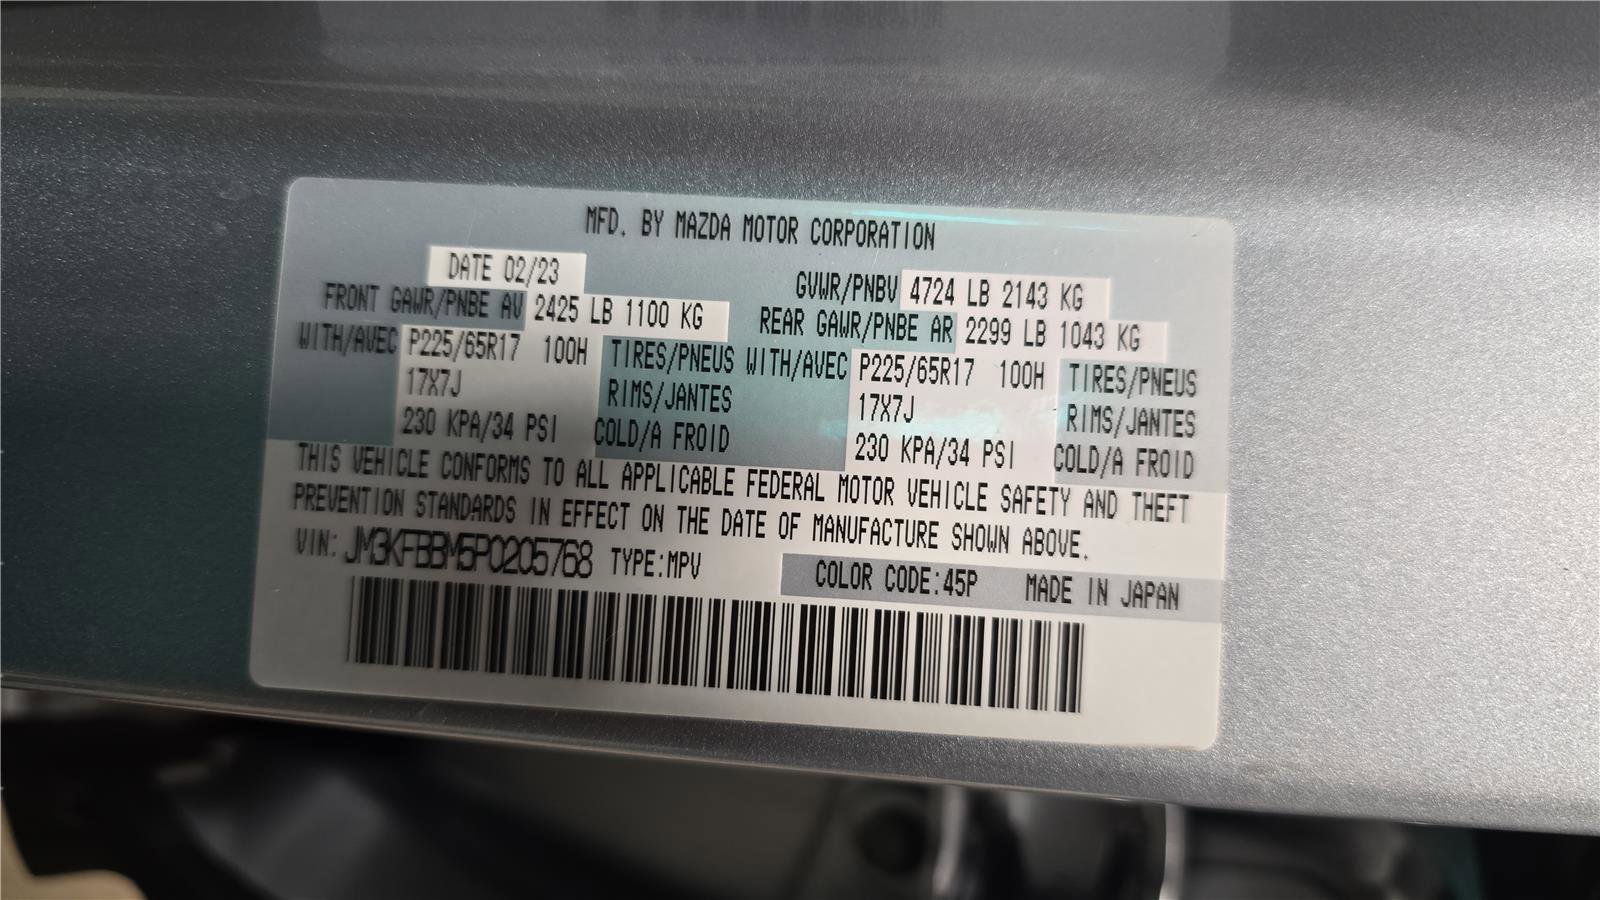 MFD. BY MAZDA MOTOR CORPORATION
DATE 02/23 GVWR/PNBV 4724 LB 2143 KG
FRONT GAWR/PNBE AV 2425 LB 1100 KG REAR GAWR/PNBE AR 2299 LB 1043 KG
WITH/AVEC P225/65R17 100H TIRES/PNEUS WITH/AVEC P225/65R17 100H TIRES/PNEUS
17X7J RIMS/JANTES 17X7J RIMS/JANTES
230 KPA/34 PSI COLD/A FROID 230 KPA/34 PSI COLD/A FROID
THIS VEHICLE CONFORMS TO ALL APPLICABLE FEDERAL MOTOR VEHICLE SAFETY AND THEFT
PREVENTION STANDARDS IN EFFECT ON THE DATE OF MANUFACTURE SHOWN ABOVE.
VIN: JM3KFBBM5P0205768 TYPE:MPV COLOR CODE:45P MADE IN JAPAN